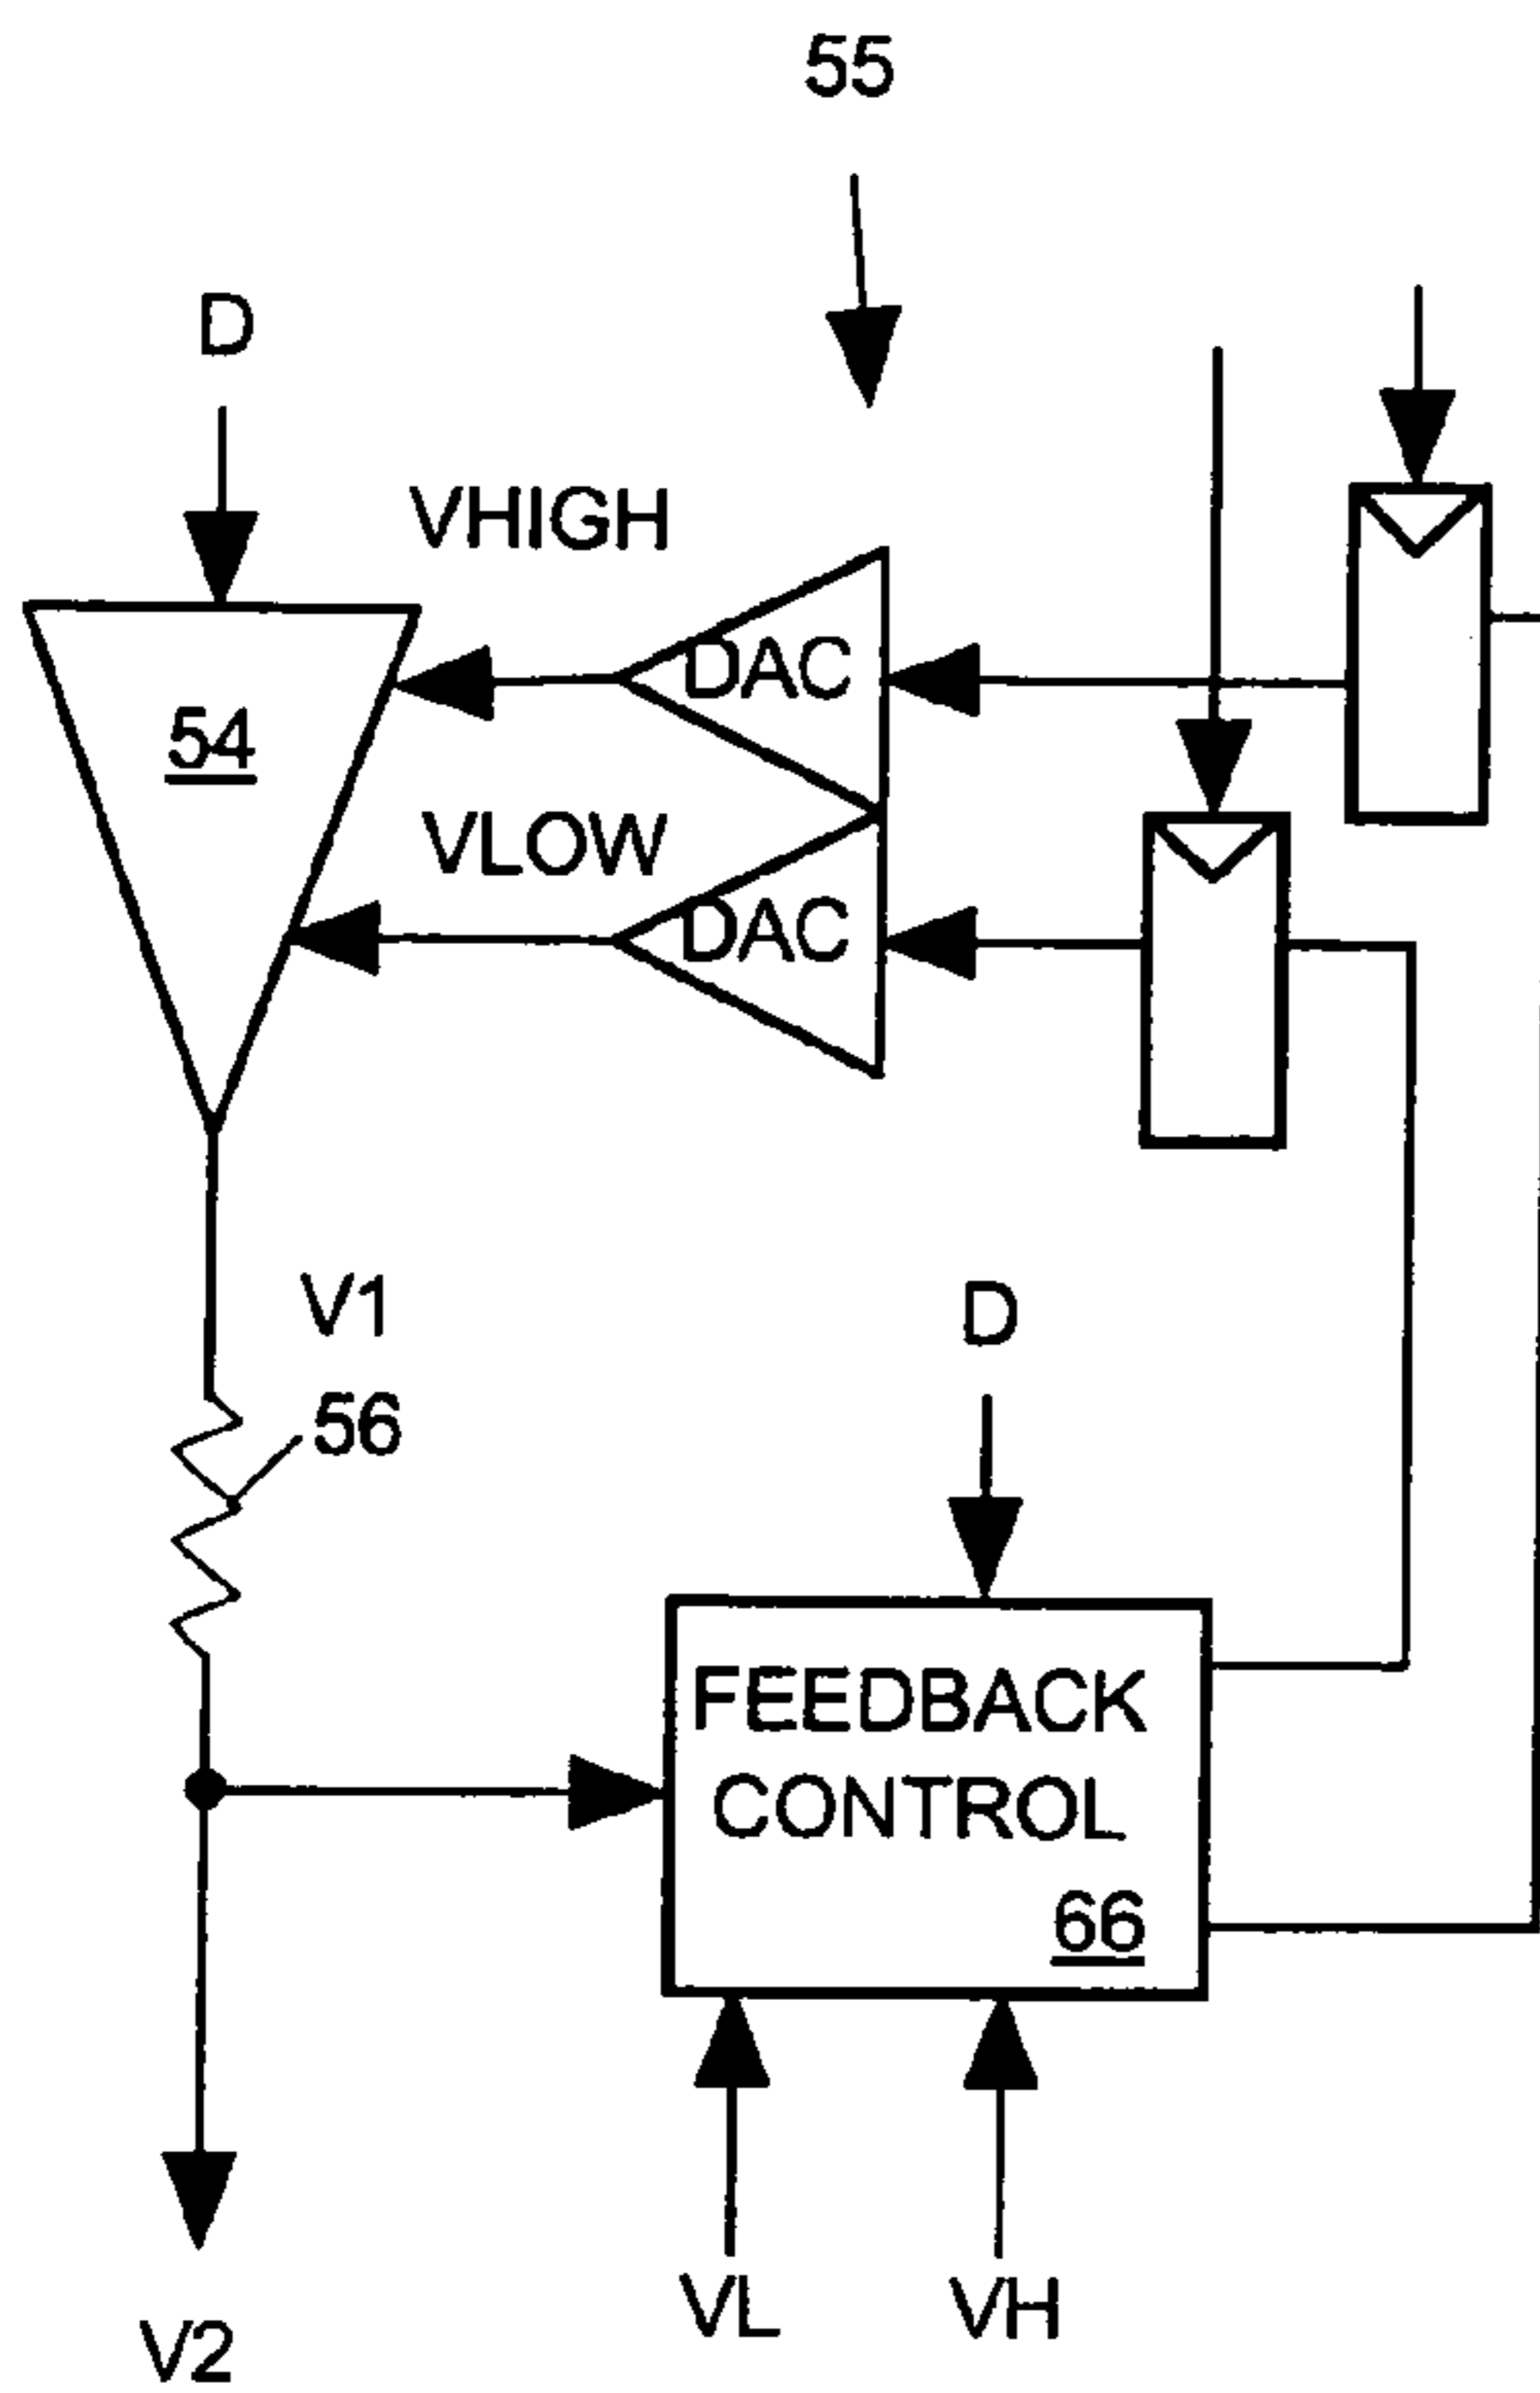 55
D
VHIGH
DAC
54
VLOW
DAC
V1
56
D
FEEDBACK
CONTROL
66
VL
VH
V2